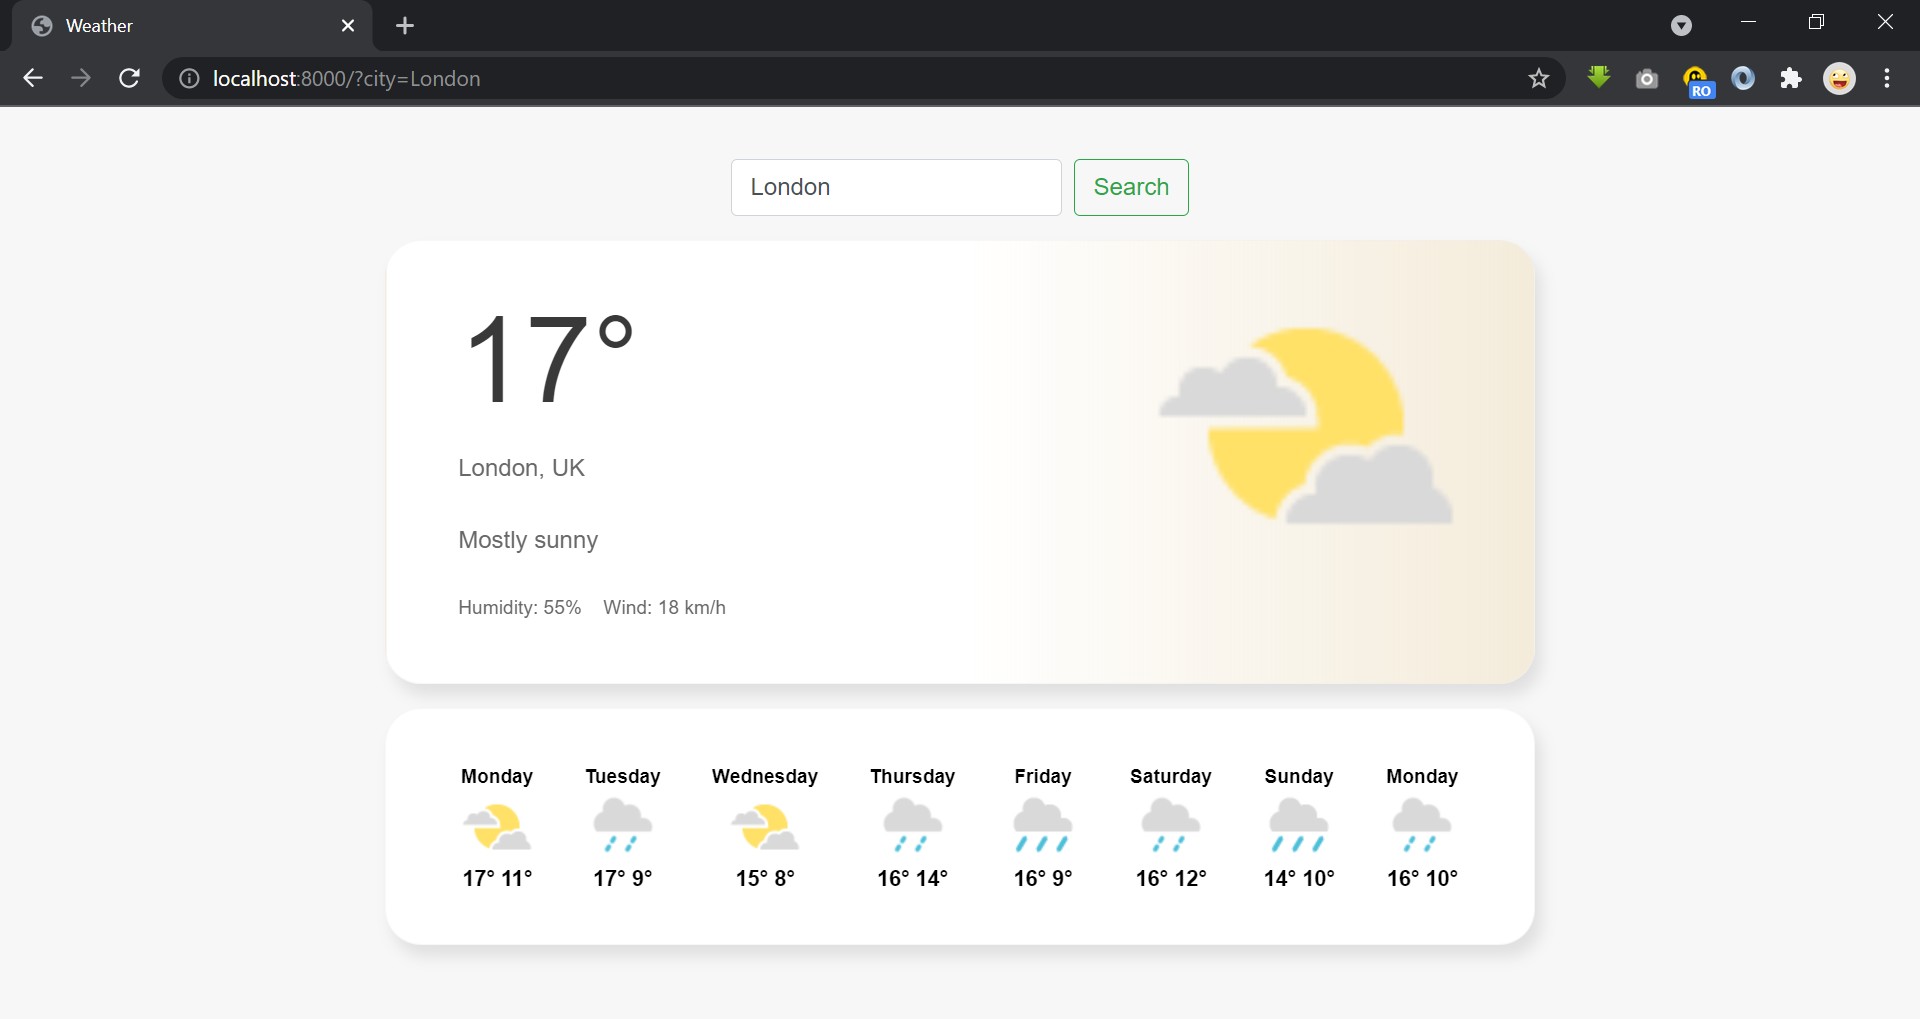 Weather
localhost:8000/?city=London
RO
London
Search
17°
London, UK
Mostly sunny
Humidity: 55% Wind: 18 km/h
Monday Tuesday Wednesday Thursday Friday Saturday Sunday Monday
17° 11° 17° 9° 15° 8° 16° 14° 16° 9° 16° 12° 14° 10° 16° 10°